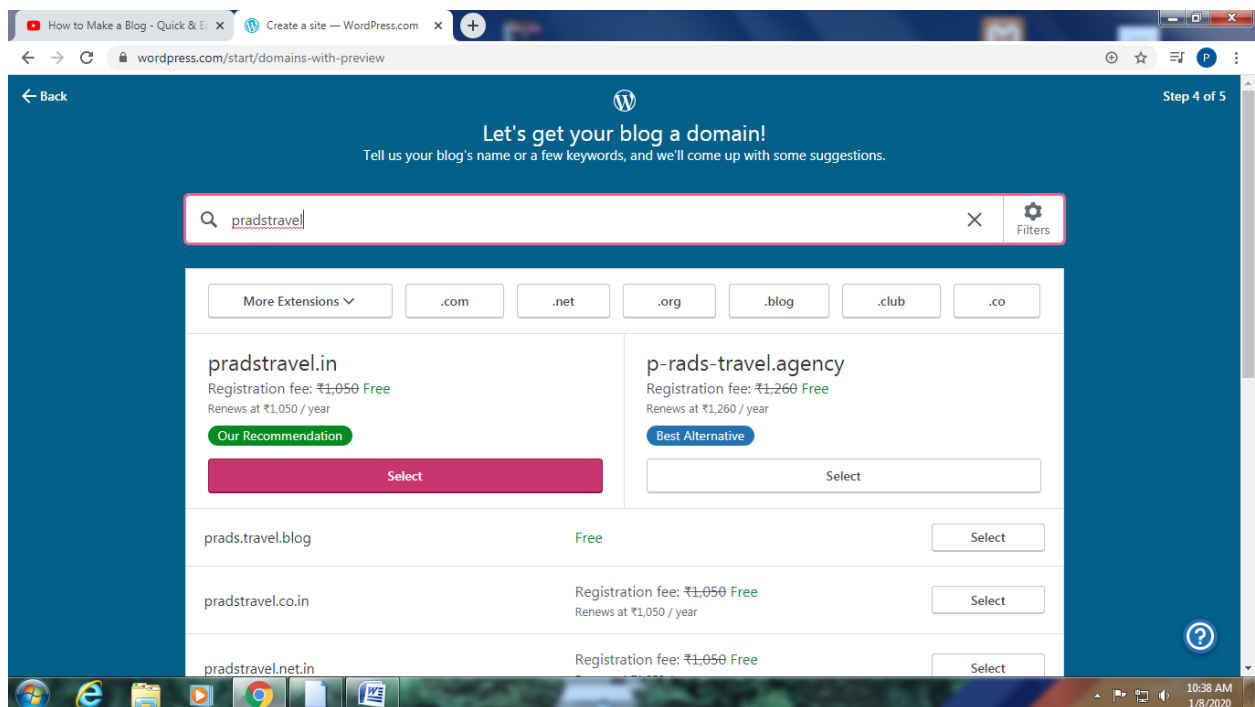 How to Make a Blog - Quick & E
Create a site — WordPress.com
wordpress.com/start/domains-with-preview
P
Back
Step 4 of 5
Let's get your blog a domain!
Tell us your blog's name or a few keywords, and we'll come up with some suggestions.
pradstravel
Filters
More Extensions
.com
.net
.org
.blog
.club
.co
pradstravel.in
Registration fee: ₹1,050 Free
Renews at ₹1,050 / year
Our Recommendation
Select
p-rads-travel.agency
Registration fee: ₹1,260 Free
Renews at ₹1,260 / year
Best Alternative
Select
prads.travel.blog
Free
Select
pradstravel.co.in
Registration fee: ₹1,050 Free
Renews at ₹1,050 / year
Select
pradstravel.net.in
Registration fee: ₹1,050 Free
Select
10:38 AM
1/8/2020